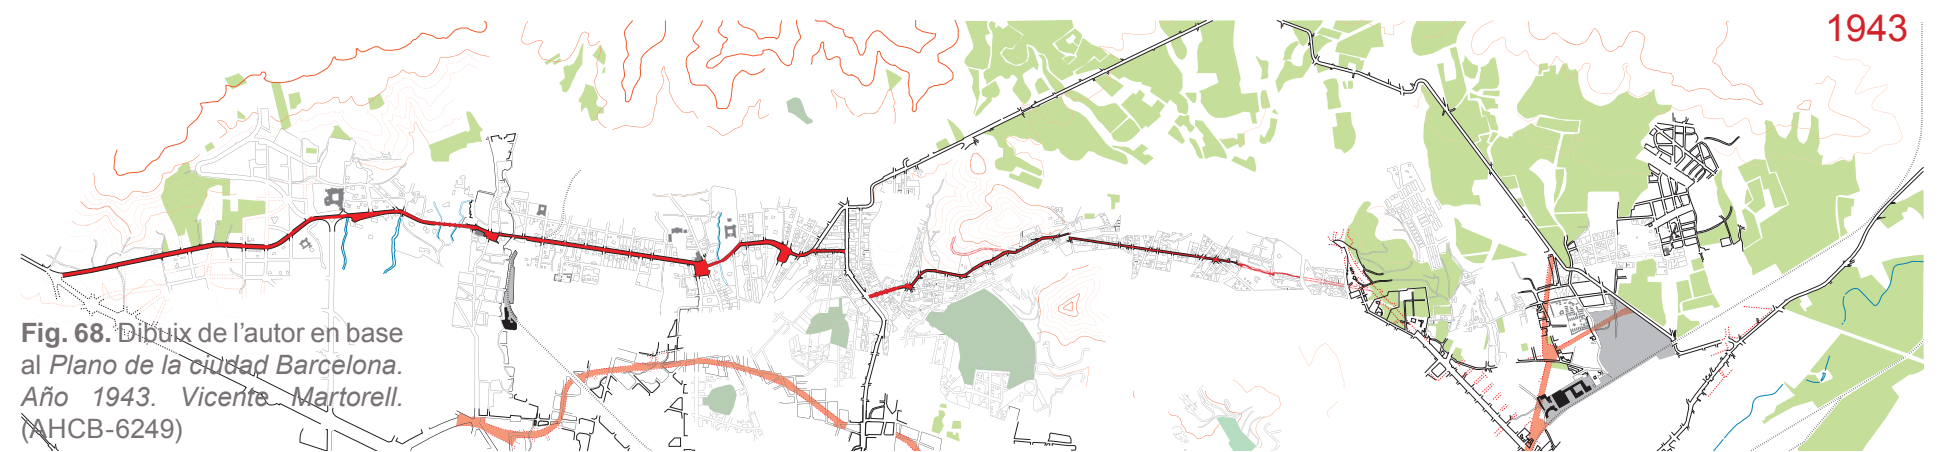 1943
Fig. 68. Dibuix de l'autor en base
al Plano de la ciudad Barcelona.
Año 1943. Vicente Martorell.
(AHCB-6249)